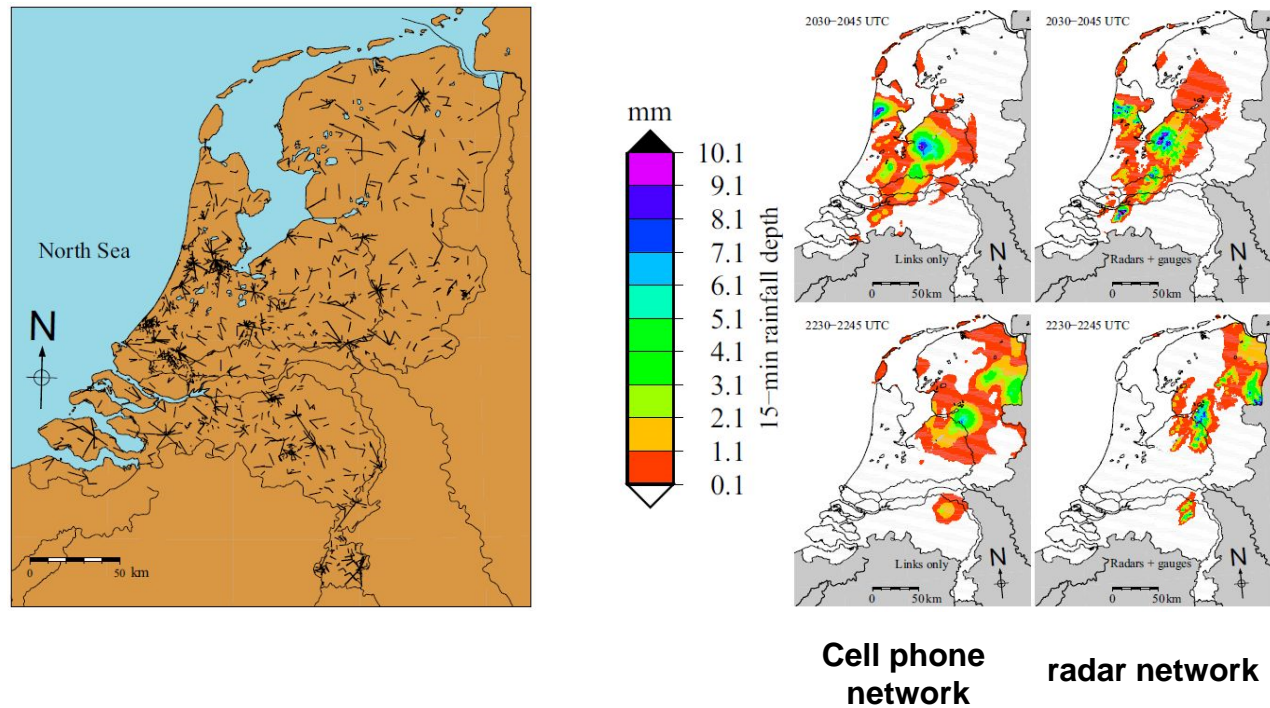 North Sea
N
0 50 km
mm
10.1
9.1
8.1
7.1
6.1
5.1
4.1
3.1
2.1
1.1
0.1
15−min rainfall depth
2030−2045 UTC
Links only
N
0 50km
2030−2045 UTC
Radars + gauges
N
0 50km
2230−2245 UTC
Links only
N
0 50km
2230−2245 UTC
Radars + gauges
N
0 50km
Cell phone
network
radar network